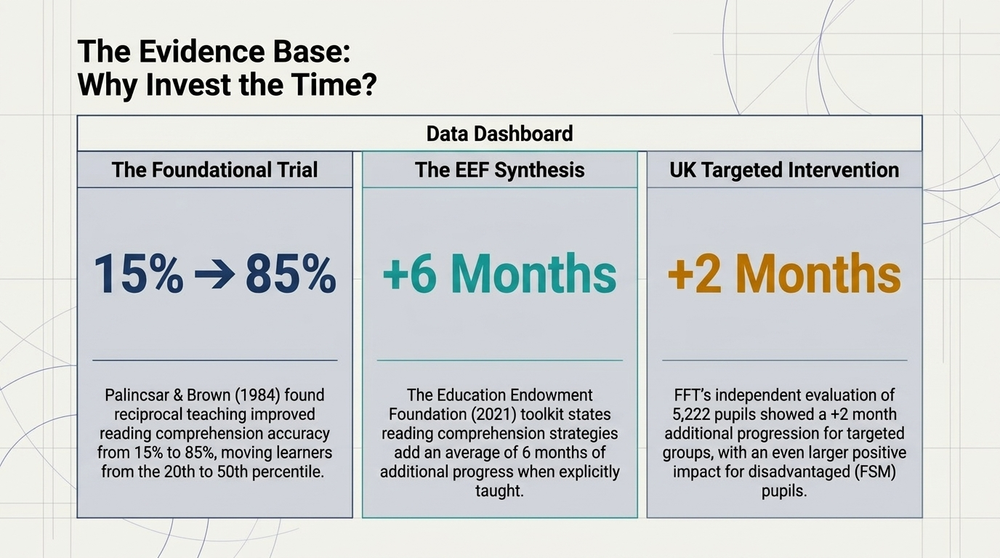 The Evidence Base:
Why Invest the Time?
Data Dashboard
The Foundational Trial
15% → 85%
Palincsar & Brown (1984) found
reciprocal teaching improved
reading comprehension accuracy
from 15% to 85%, moving learners
from the 20th to 50th percentile.
The EEF Synthesis
+6 Months
The Education Endowment
Foundation (2021) toolkit states
reading comprehension strategies
add an average of 6 months of
additional progress when explicitly
taught.
UK Targeted Intervention
+2 Months
FFT’s independent evaluation of
5,222 pupils showed a +2 month
additional progression for targeted
groups, with an even larger positive
impact for disadvantaged (FSM)
pupils.